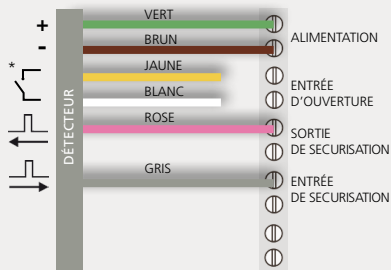 +
VERT
ALIMENTATION
-
BRUN
*
JAUNE
ENTRÉE
D'OUVERTURE
BLANC
ROSE
SORTIE
DE SECURISATION
GRIS
ENTRÉE
DE SECURISATION
DÉTECTEUR